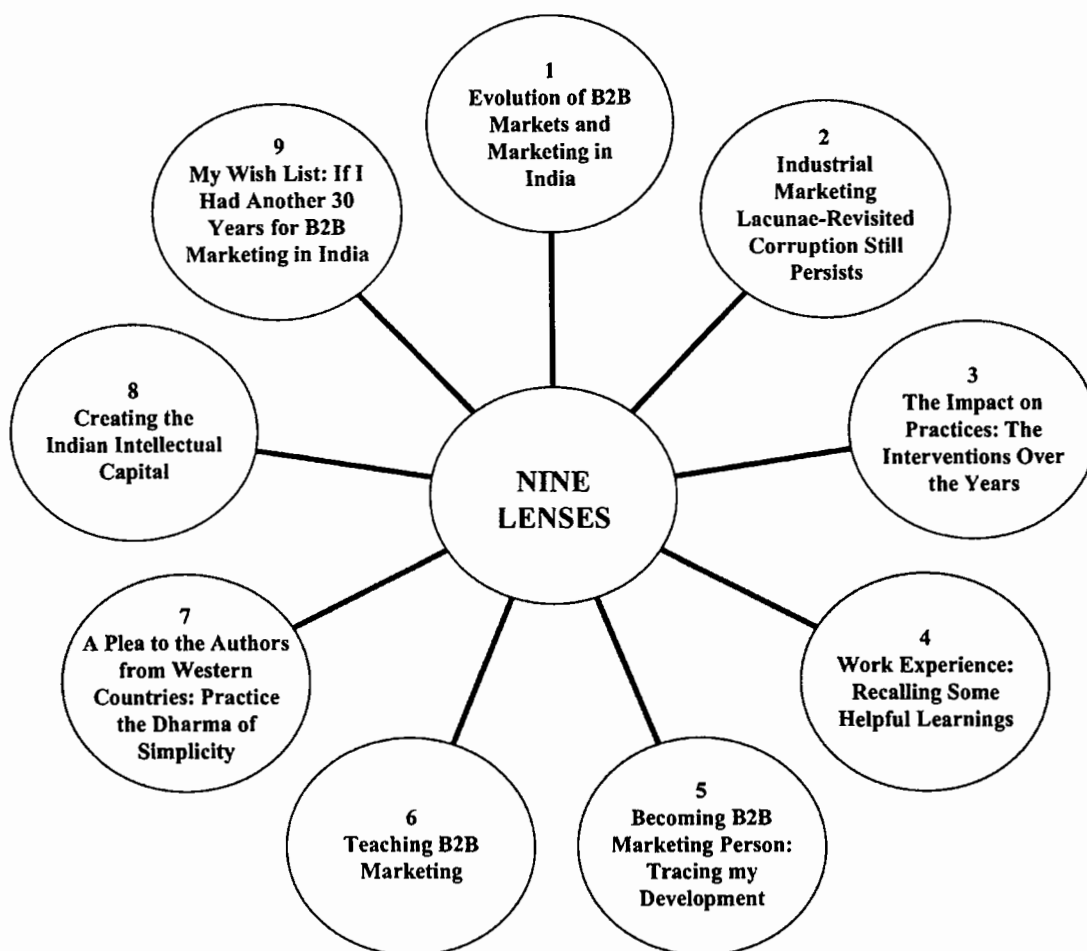 1
Evolution of B2B
Markets and
Marketing in
India
2
Industrial
Marketing
Lacunae-Revisited
Corruption Still
Persists
3
The Impact on
Practices: The
Interventions Over
the Years
4
Work Experience:
Recalling Some
Helpful Learnings
5
Becoming B2B
Marketing Person:
Tracing my
Development
6
Teaching B2B
Marketing
7
A Plea to the Authors
from Western
Countries: Practice
the Dharma of
Simplicity
8
Creating the
Indian Intellectual
Capital
9
My Wish List: If I
Had Another 30
Years for B2B
Marketing in India
NINE
LENSES